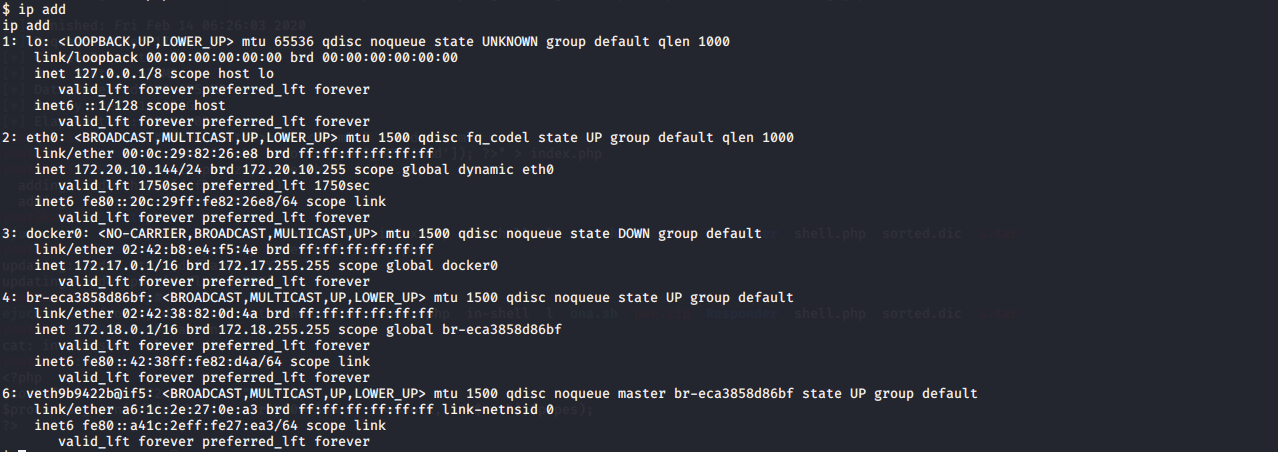 $ ip add
ip add
1: lo: <LOOPBACK,UP,LOWER_UP> mtu 65536 qdisc noqueue state UNKNOWN group default qlen 1000
    link/loopback 00:00:00:00:00:00 brd 00:00:00:00:00:00
    inet 127.0.0.1/8 scope host lo
       valid_lft forever preferred_lft forever
    inet6 ::1/128 scope host
       valid_lft forever preferred_lft forever
2: eth0: <BROADCAST,MULTICAST,UP,LOWER_UP> mtu 1500 qdisc fq_codel state UP group default qlen 1000
    link/ether 00:0c:29:82:26:e8 brd ff:ff:ff:ff:ff:ff
    inet 172.20.10.144/24 brd 172.20.10.255 scope global dynamic eth0
       valid_lft 1750sec preferred_lft 1750sec
    inet6 fe80::20c:29ff:fe82:26e8/64 scope link
       valid_lft forever preferred_lft forever
3: docker0: <NO-CARRIER,BROADCAST,MULTICAST,UP> mtu 1500 qdisc noqueue state DOWN group default
    link/ether 02:42:b8:e4:f5:4e brd ff:ff:ff:ff:ff:ff
    inet 172.17.0.1/16 brd 172.17.255.255 scope global docker0
       valid_lft forever preferred_lft forever
4: br-eca3858d86bf: <BROADCAST,MULTICAST,UP,LOWER_UP> mtu 1500 qdisc noqueue state UP group default
    link/ether 02:42:38:82:0d:4a brd ff:ff:ff:ff:ff:ff
    inet 172.18.0.1/16 brd 172.18.255.255 scope global br-eca3858d86bf
       valid_lft forever preferred_lft forever
    inet6 fe80::42:38ff:fe82:d4a/64 scope link
       valid_lft forever preferred_lft forever
6: veth9b9422b@if5: <BROADCAST,MULTICAST,UP,LOWER_UP> mtu 1500 qdisc noqueue master br-eca3858d86bf state UP group default
    link/ether a6:1c:2e:27:0e:a3 brd ff:ff:ff:ff:ff:ff link-netnsid 0
    inet6 fe80::a41c:2eff:fe27:ea3/64 scope link
       valid_lft forever preferred_lft forever